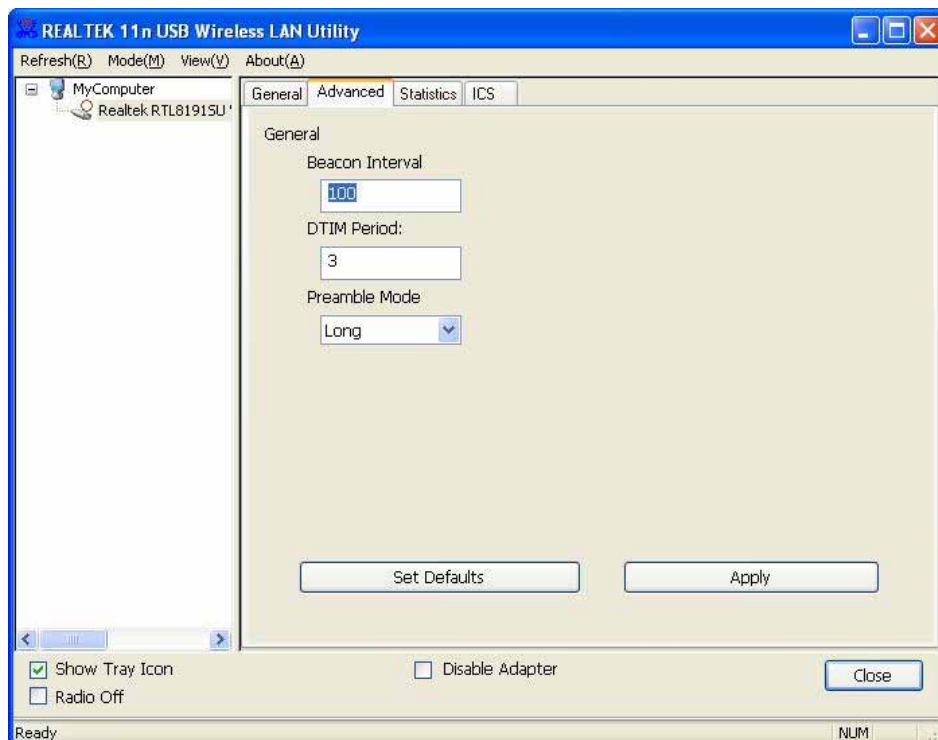 REALTEK 11n USB Wireless LAN Utility
Refresh(R) Mode(M) View(V) About(A)
MyComputer
Realtek RTL8191SU '
General Advanced Statistics ICS
General
Beacon Interval
100
DTIM Period:
3
Preamble Mode
Long
Set Defaults Apply
Show Tray Icon Disable Adapter Close
Radio Off
Ready NUM